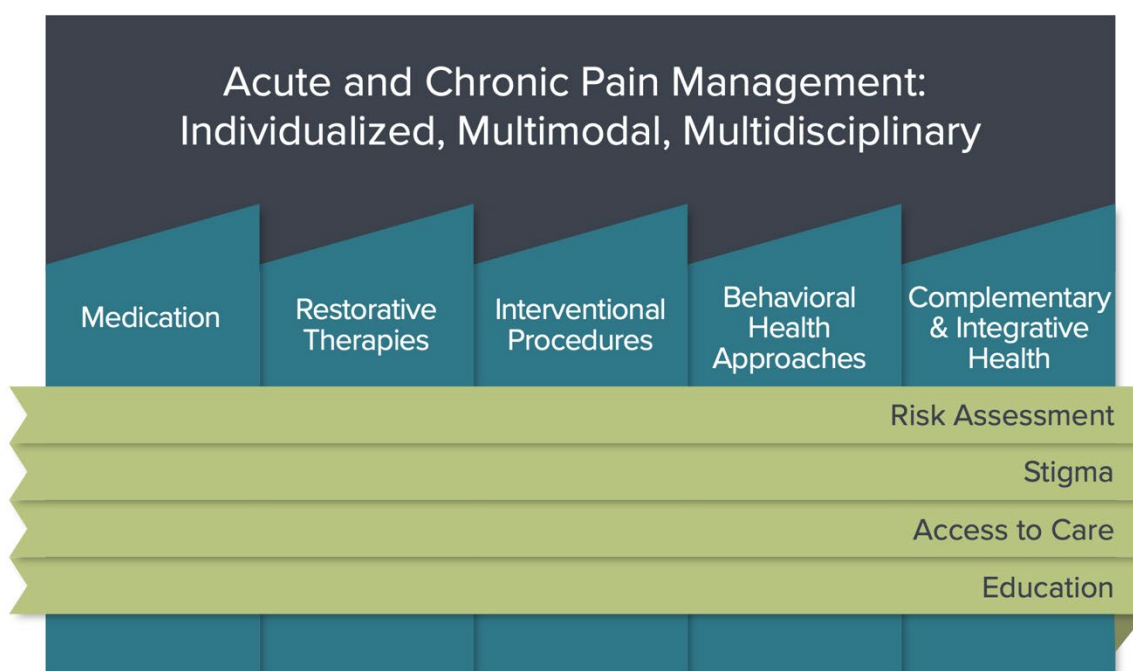 Acute and Chronic Pain Management:
Individualized, Multimodal, Multidisciplinary
Medication
Restorative
Therapies
Interventional
Procedures
Behavioral
Health
Approaches
Complementary
& Integrative
Health
Risk Assessment
Stigma
Access to Care
Education